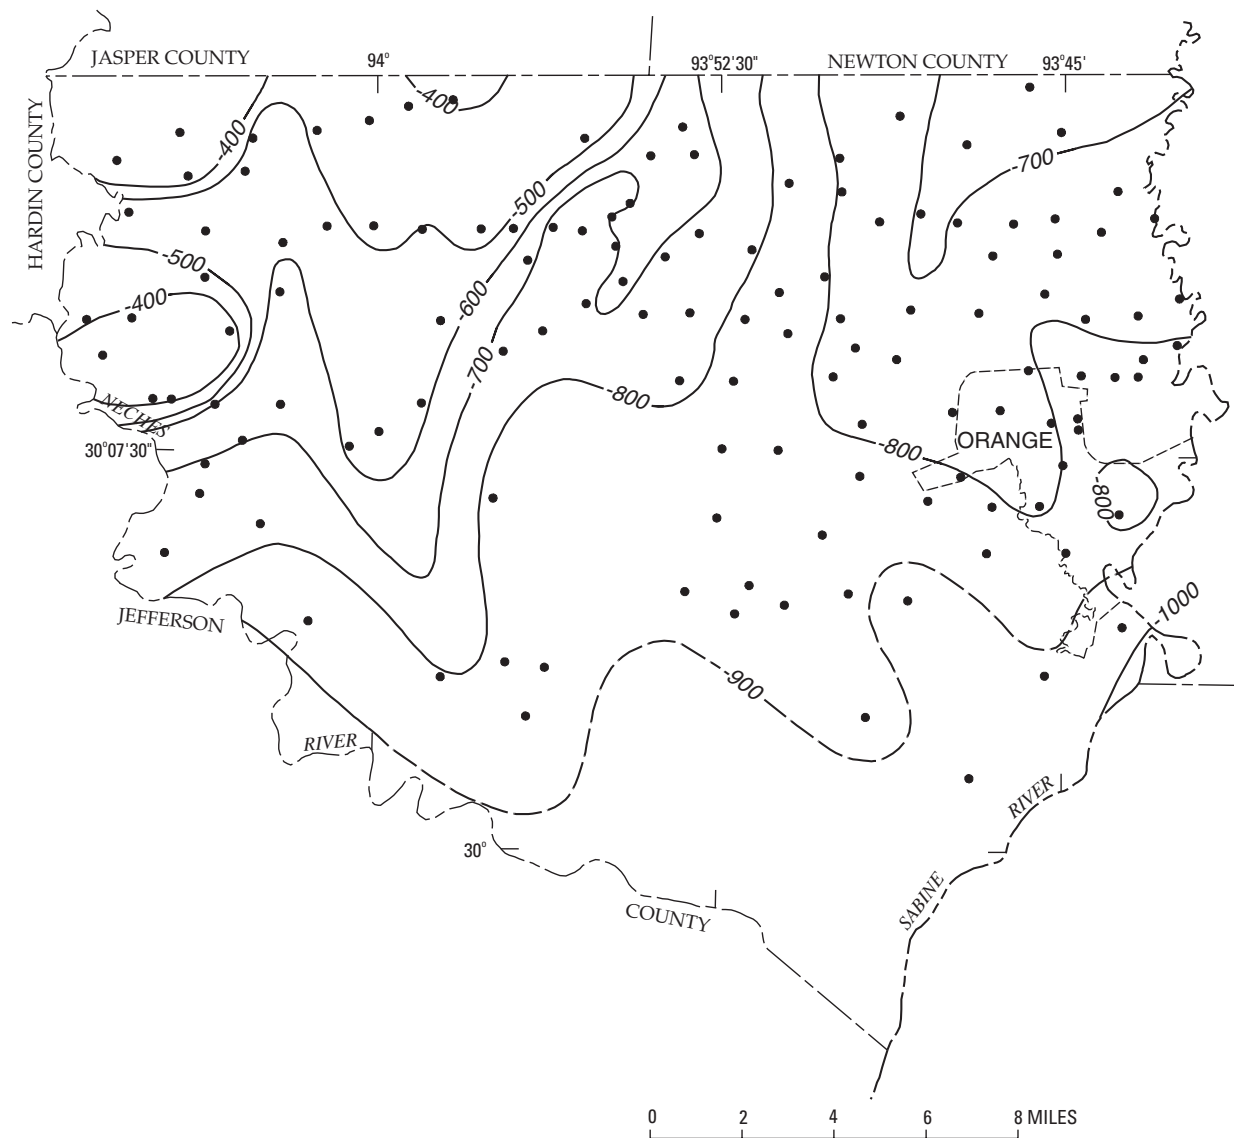 JASPER COUNTY
94°
93°52'30"
NEWTON COUNTY
93°45'
HARDIN COUNTY
-400
-400
-500
-700
-500
-400
-600
-700
-800
NECHES
30°07'30"
-800
ORANGE
-800
JEFFERSON
-1000
-900
RIVER
RIVER
30°
SABINE
COUNTY
0 2 4 6 8 MILES